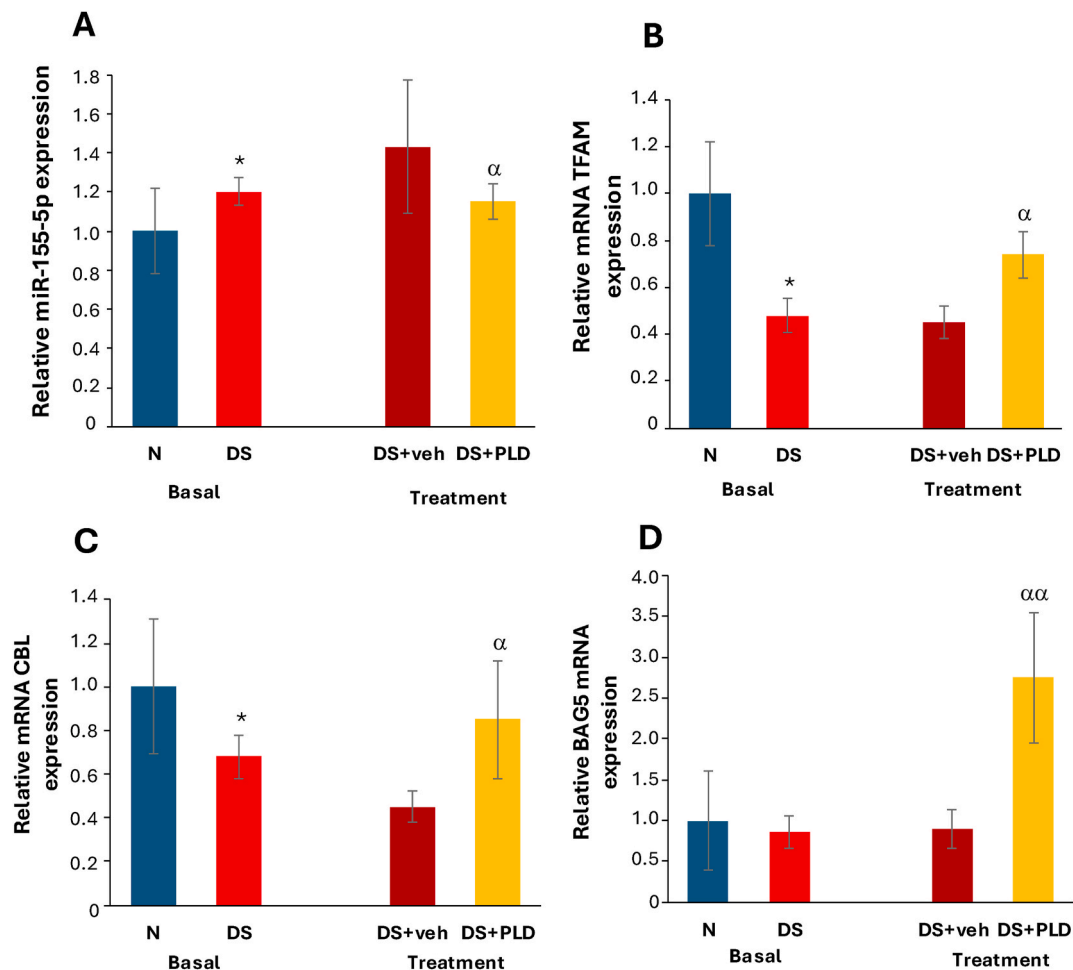 A
Relative miR-155-5p expression
1.8
1.6
1.4
1.2
1.0
0.8
0.6
0.4
0.2
0
*
α
N
DS
DS+veh
DS+PLD
Basal
Treatment
B
Relative mRNA TFAM
expression
1.4
1.2
1.0
0.8
0.6
0.4
0.2
0
*
α
N
DS
DS+veh
DS+PLD
Basal
Treatment
C
Relative mRNA CBL
expression
1.4
1.2
1.0
0.8
0.6
0.4
0.2
0
*
α
N
DS
DS+veh
DS+PLD
Basal
Treatment
D
Relative BAG5 mRNA
expression
4.0
3.5
3.0
2.5
2.0
1.5
1.0
0.5
0
αα
N
DS
DS+veh
DS+PLD
Basal
Treatment